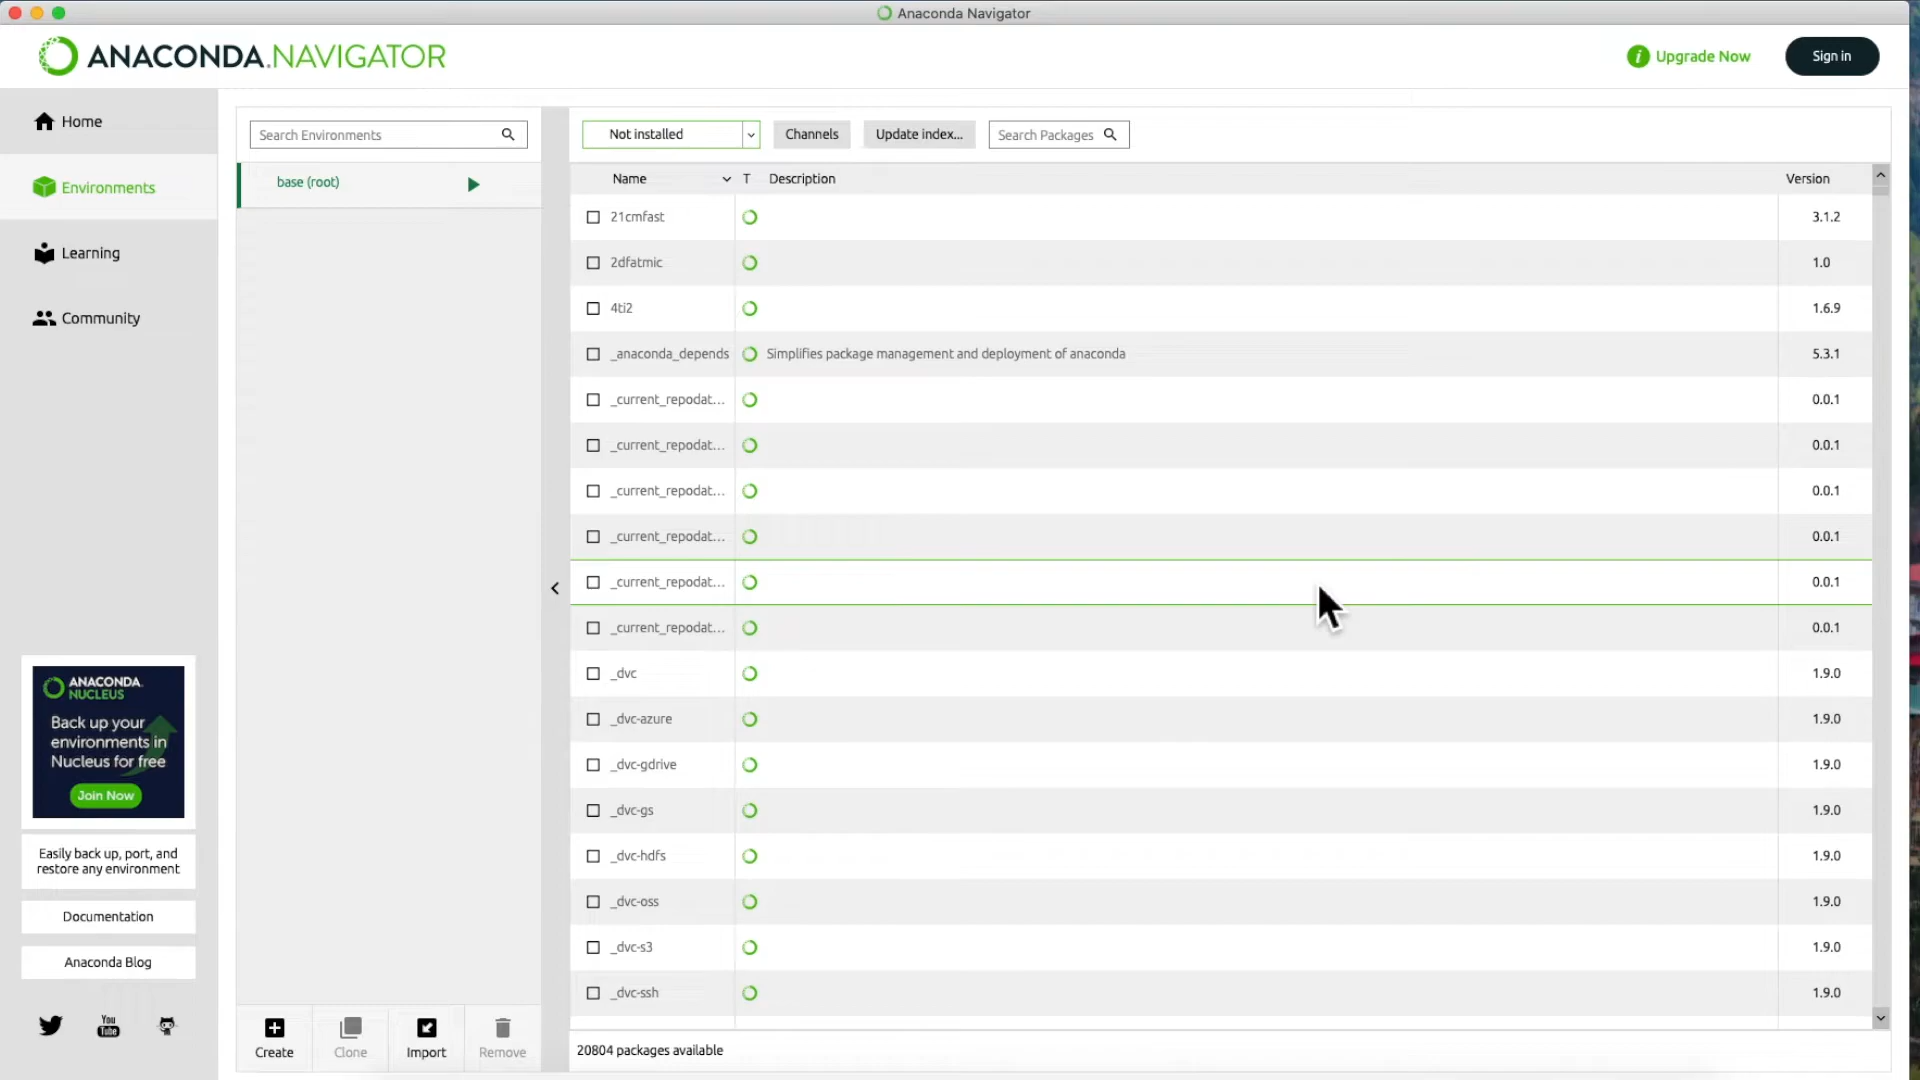 Anaconda Navigator
ANACONDA.NAVIGATOR
Upgrade Now
Sign in
Home
Environments
Learning
Community
ANACONDA.
NUCLEUS
Back up your
environments in
Nucleus for free
Join Now
Easily back up, port, and
restore any environment
Documentation
Anaconda Blog
You
Tube
Search Environments
base (root)
Create
Clone
Import
Remove
Not installed
Channels
Update index...
Search Packages
Name T Description Version
21cmfast 3.1.2
2dfatmic 1.0
4ti2 1.6.9
_anaconda_depends Simplifies package management and deployment of anaconda 5.3.1
_current_repodat... 0.0.1
_current_repodat... 0.0.1
_current_repodat... 0.0.1
_current_repodat... 0.0.1
_current_repodat... 0.0.1
_current_repodat... 0.0.1
_dvc 1.9.0
_dvc-azure 1.9.0
_dvc-gdrive 1.9.0
_dvc-gs 1.9.0
_dvc-hdfs 1.9.0
_dvc-oss 1.9.0
_dvc-s3 1.9.0
_dvc-ssh 1.9.0
20804 packages available